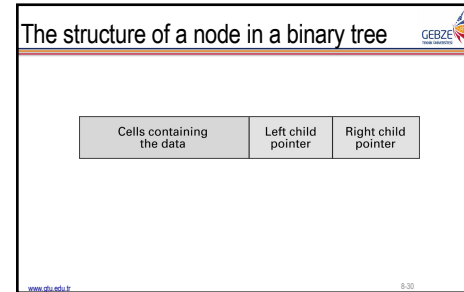 The structure of a node in a binary tree
GEBZE
Cells containing
the data
Left child
pointer
Right child
pointer
www.gtu.edu.tr
8-30